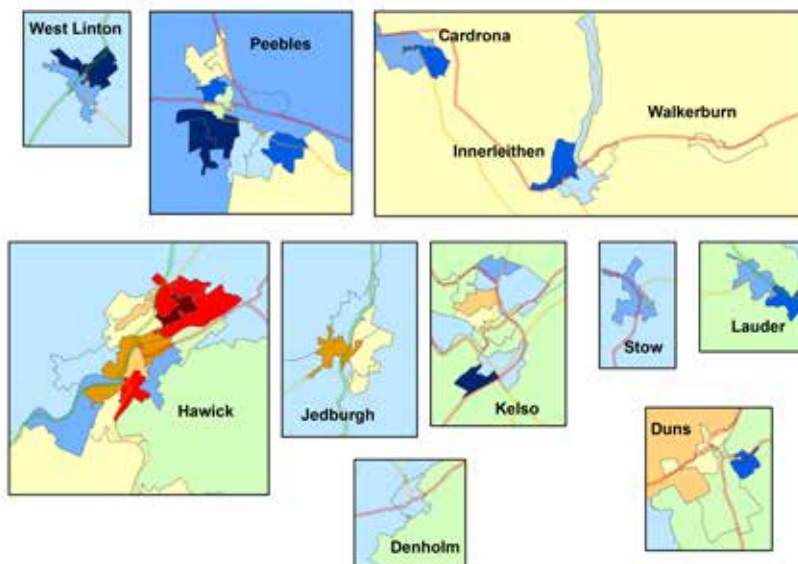 West Linton
Peebles
Cardrona
Walkerburn
Innerleithen
Hawick
Jedburgh
Kelso
Stow
Lauder
Duns
Denholm